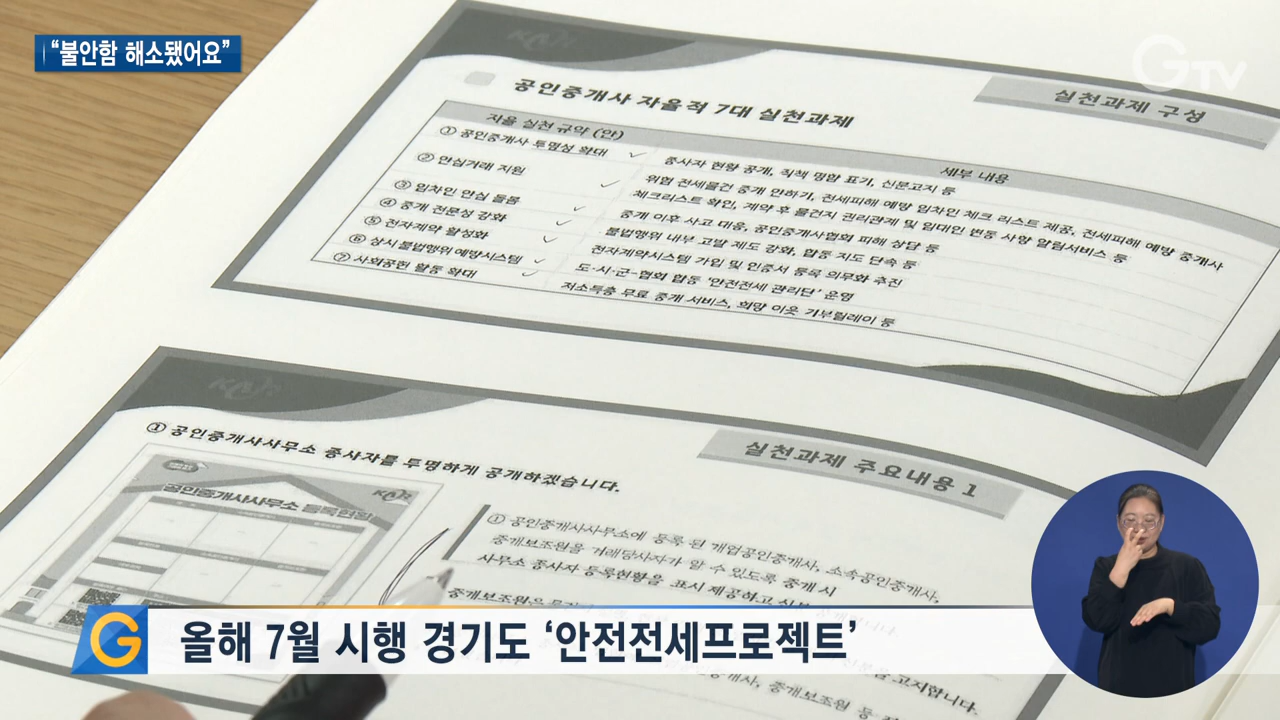 “불안함 해소됐어요”
GTV
실천과제 구성
공인중개사 자율적 7대 실천과제
자율 실천 규약 (안)
세부 내용
① 공인중개사 투명성 확대
종사자 현황 공개, 직책 명함 표기, 신분고지 등
② 안심거래 지원
위험 전세물건 중개 안하기, 전세피해 예방 임차인 체크 리스트 제공, 전세피해 예방 중개사
체크리스트 확인, 계약 후 물건지 권리관계 및 임대인 변동 사항 알림서비스 등
③ 임차인 안심 돌봄
중개 이후 사고 대응, 공인중개사협회 피해 상담 등
④ 중개 전문성 강화
불법행위 내부 고발 제도 강화, 합동 지도 단속 등
⑤ 전자계약 활성화
전자계약시스템 가입 및 인증서 등록 의무화 추진
⑥ 상시 불법행위 예방시스템
도·시·군-협회 합동 ‘안전전세 관리단’ 운영
⑦ 사회공헌 활동 확대
저소득층 무료 중개 서비스, 희망 이웃 기부릴레이 등
실천과제 주요내용 1
① 공인중개사사무소 종사자를 투명하게 공개하겠습니다.
공인중개사사무소 등록현황
① 공인중개사사무소에 등록 된 개업공인중개사, 소속공인중개사,
중개보조원을 거래당사자가 알 수 있도록 중개 시
사무소 종사자 등록현황을 표시 제공하고
중개보조원은
고지합니다.
중개보조원 등
G
올해 7월 시행 경기도 ‘안전전세프로젝트’